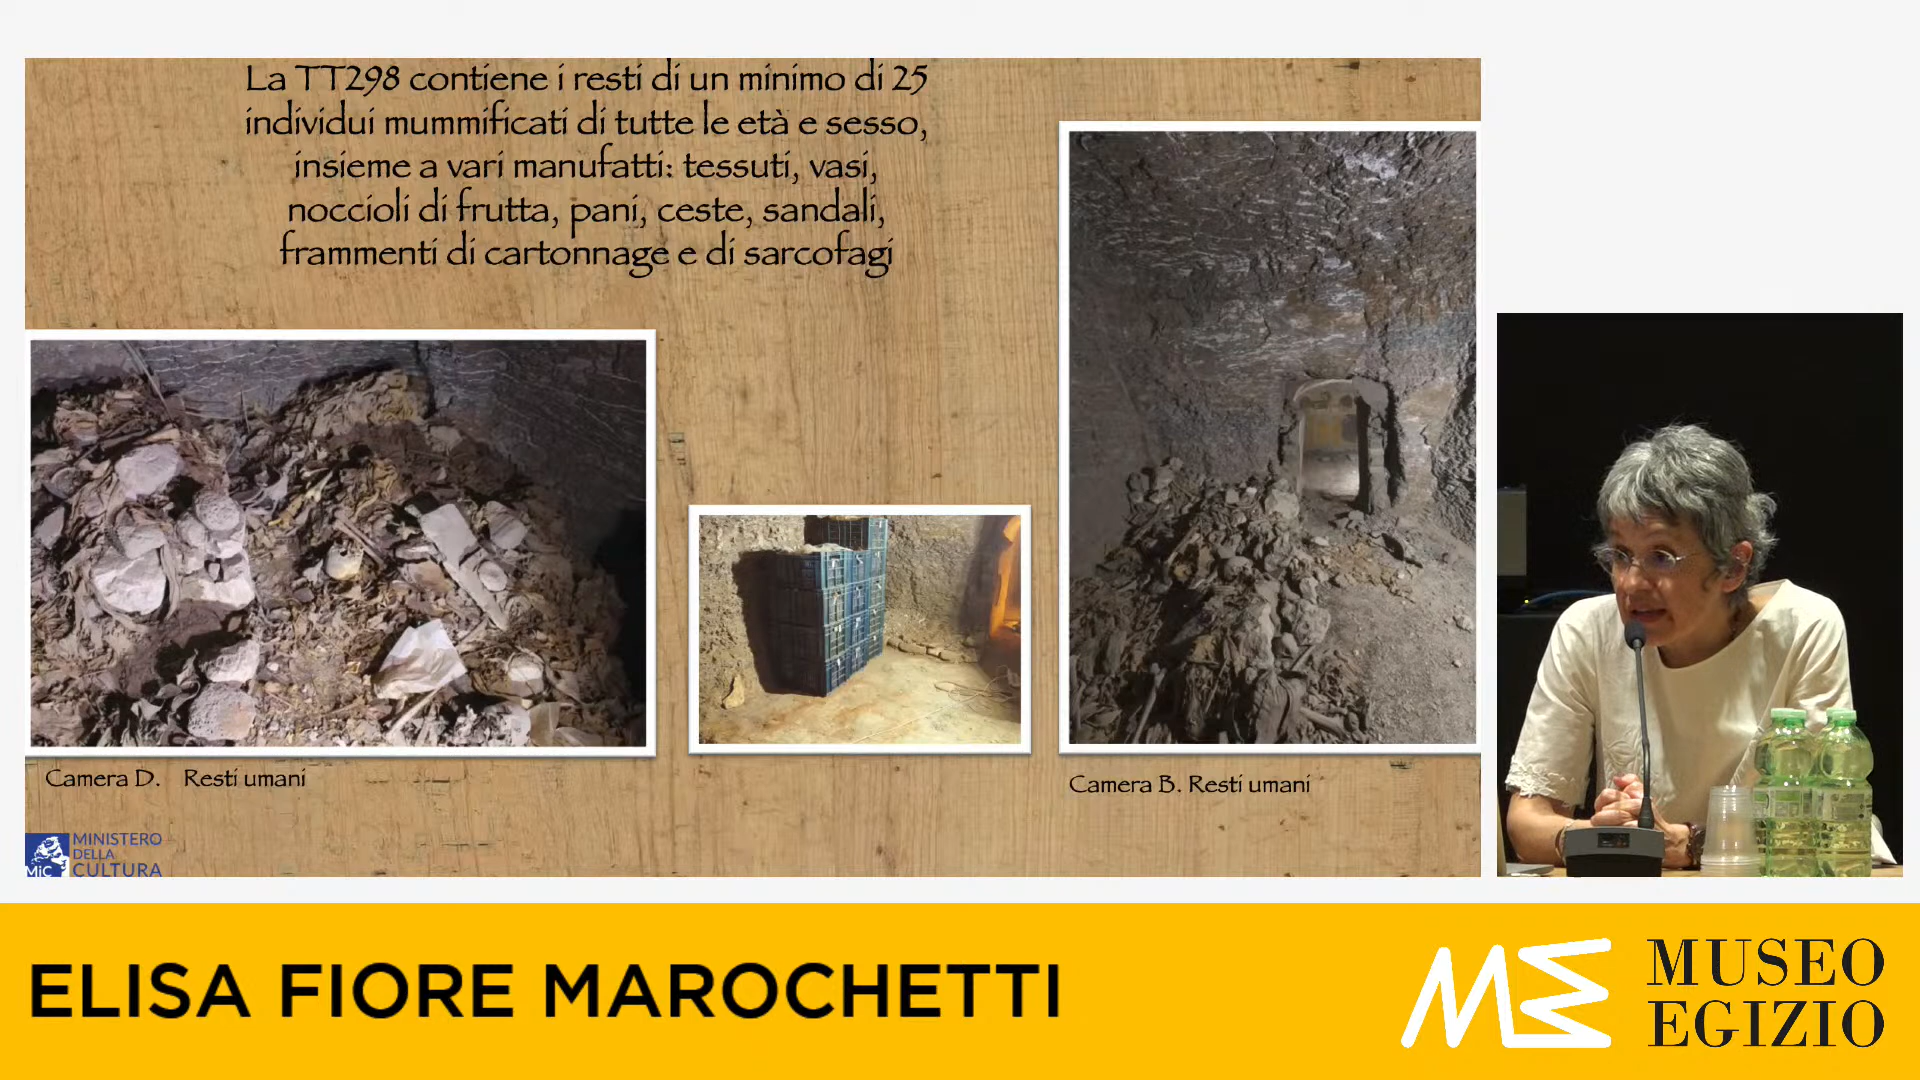 La TT298 contiene i resti di un minimo di 25
individui mummificati di tutte le età e sesso,
insieme a vari manufatti: tessuti, vasi,
noccioli di frutta, pani, ceste, sandali,
frammenti di cartonnage e di sarcofagi
Camera D. Resti umani
Camera B. Resti umani
MiC
MINISTERO
DELLA
CULTURA
ELISA FIORE MAROCHETTI
ME
MUSEO
EGIZIO